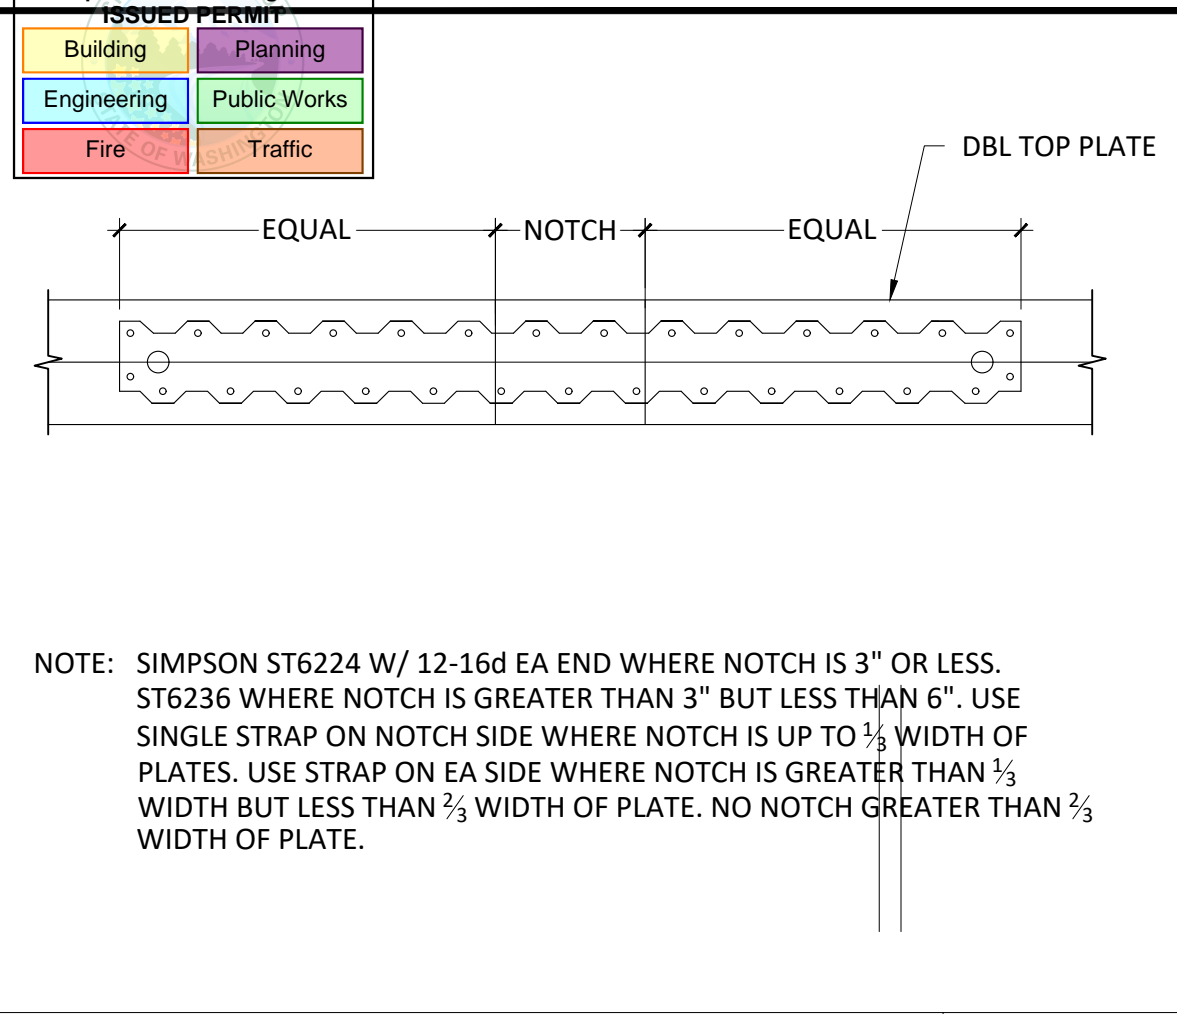 ISSUED PERMIT
Building Planning
Engineering Public Works
Fire Traffic
STATE OF WASHINGTON
DBL TOP PLATE
EQUAL NOTCH EQUAL
NOTE: SIMPSON ST6224 W/ 12-16d EA END WHERE NOTCH IS 3" OR LESS.
ST6236 WHERE NOTCH IS GREATER THAN 3" BUT LESS THAN 6". USE
SINGLE STRAP ON NOTCH SIDE WHERE NOTCH IS UP TO ⅓ WIDTH OF
PLATES. USE STRAP ON EA SIDE WHERE NOTCH IS GREATER THAN ⅓
WIDTH BUT LESS THAN ⅔ WIDTH OF PLATE. NO NOTCH GREATER THAN ⅔
WIDTH OF PLATE.